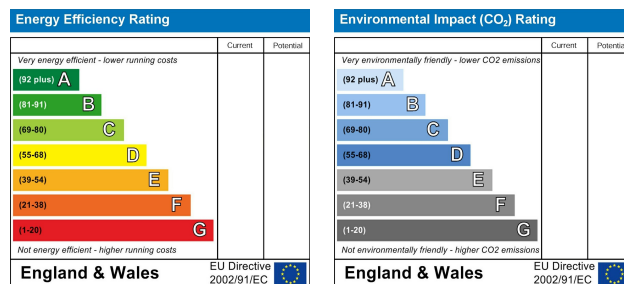 Energy Efficiency Rating
Current Potential
Very energy efficient - lower running costs
(92 plus) A
(81-91) B
(69-80) C
(55-68) D
(39-54) E
(21-38) F
(1-20) G
Not energy efficient - higher running costs
England & Wales
EU Directive
2002/91/EC
Environmental Impact (CO₂) Rating
Current Potential
Very environmentally friendly - lower CO2 emissions
(92 plus) A
(81-91) B
(69-80) C
(55-68) D
(39-54) E
(21-38) F
(1-20) G
Not environmentally friendly - higher CO2 emissions
England & Wales
EU Directive
2002/91/EC